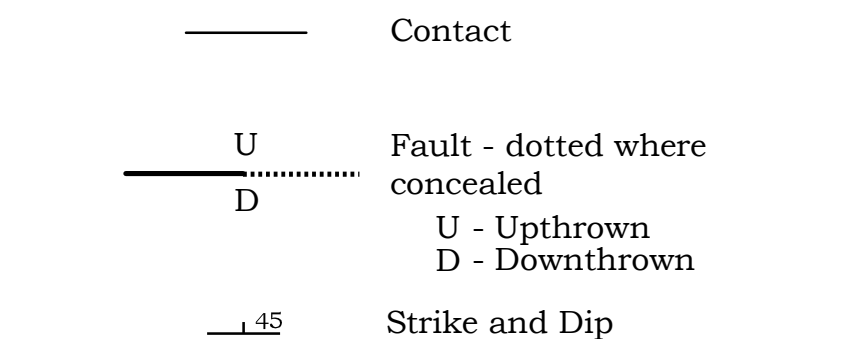 Contact
U
D
Fault - dotted where
concealed
U - Upthrown
D - Downthrown
45
Strike and Dip